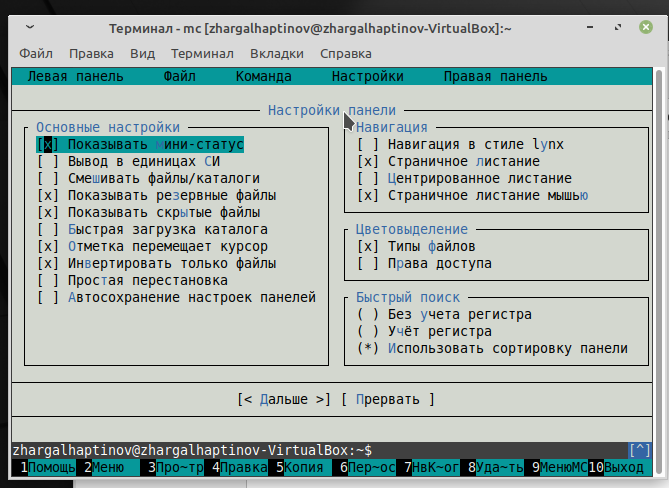 Терминал - mc [zhargalhaptinov@zhargalhaptinov-VirtualBox]:~
Файл Правка Вид Терминал Вкладки Справка
Левая панель Файл Команда Настройки Правая панель
Настройки панели
Основные настройки
[x] Показывать мини-статус
[ ] Вывод в единицах СИ
[ ] Смешивать файлы/каталоги
[x] Показывать резервные файлы
[x] Показывать скрытые файлы
[ ] Быстрая загрузка каталога
[x] Отметка перемещает курсор
[x] Инвертировать только файлы
[ ] Простая перестановка
[ ] Автосохранение настроек панелей
Навигация
[ ] Навигация в стиле lynx
[x] Страничное листание
[ ] Центрированное листание
[x] Страничное листание мышью
Цветовыделение
[x] Типы файлов
[ ] Права доступа
Быстрый поиск
( ) Без учета регистра
( ) Учёт регистра
(*) Использовать сортировку панели
[< Дальше >] [ Прервать ]
zhargalhaptinov@zhargalhaptinov-VirtualBox:~$ [^]
1Помощь 2Меню 3Про~тр 4Правка 5Копия 6Пер~ос 7НвК~ог 8Уда~ть 9МенюМС 10Выход